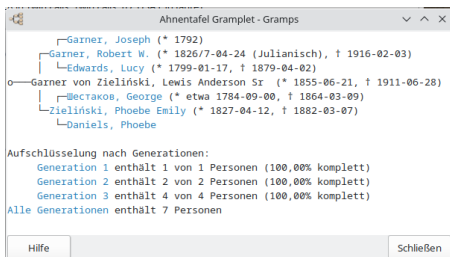 Ahnentafel Gramplet - Gramps
┌─Garner, Joseph (* 1792)
┌─Garner, Robert W. (* 1826/7-04-24 (Julianisch), † 1916-02-03)
│ └─Edwards, Lucy (* 1799-01-17, † 1879-04-02)
o──Garner von Zieliński, Lewis Anderson Sr (* 1855-06-21, † 1911-06-28)
│ ┌─Шестаков, George (* etwa 1784-09-00, † 1864-03-09)
└─Zieliński, Phoebe Emily (* 1827-04-12, † 1882-03-07)
└─Daniels, Phoebe
Aufschlüsselung nach Generationen:
Generation 1 enthält 1 von 1 Personen (100,00% komplett)
Generation 2 enthält 2 von 2 Personen (100,00% komplett)
Generation 3 enthält 4 von 4 Personen (100,00% komplett)
Alle Generationen enthält 7 Personen
Hilfe
Schließen